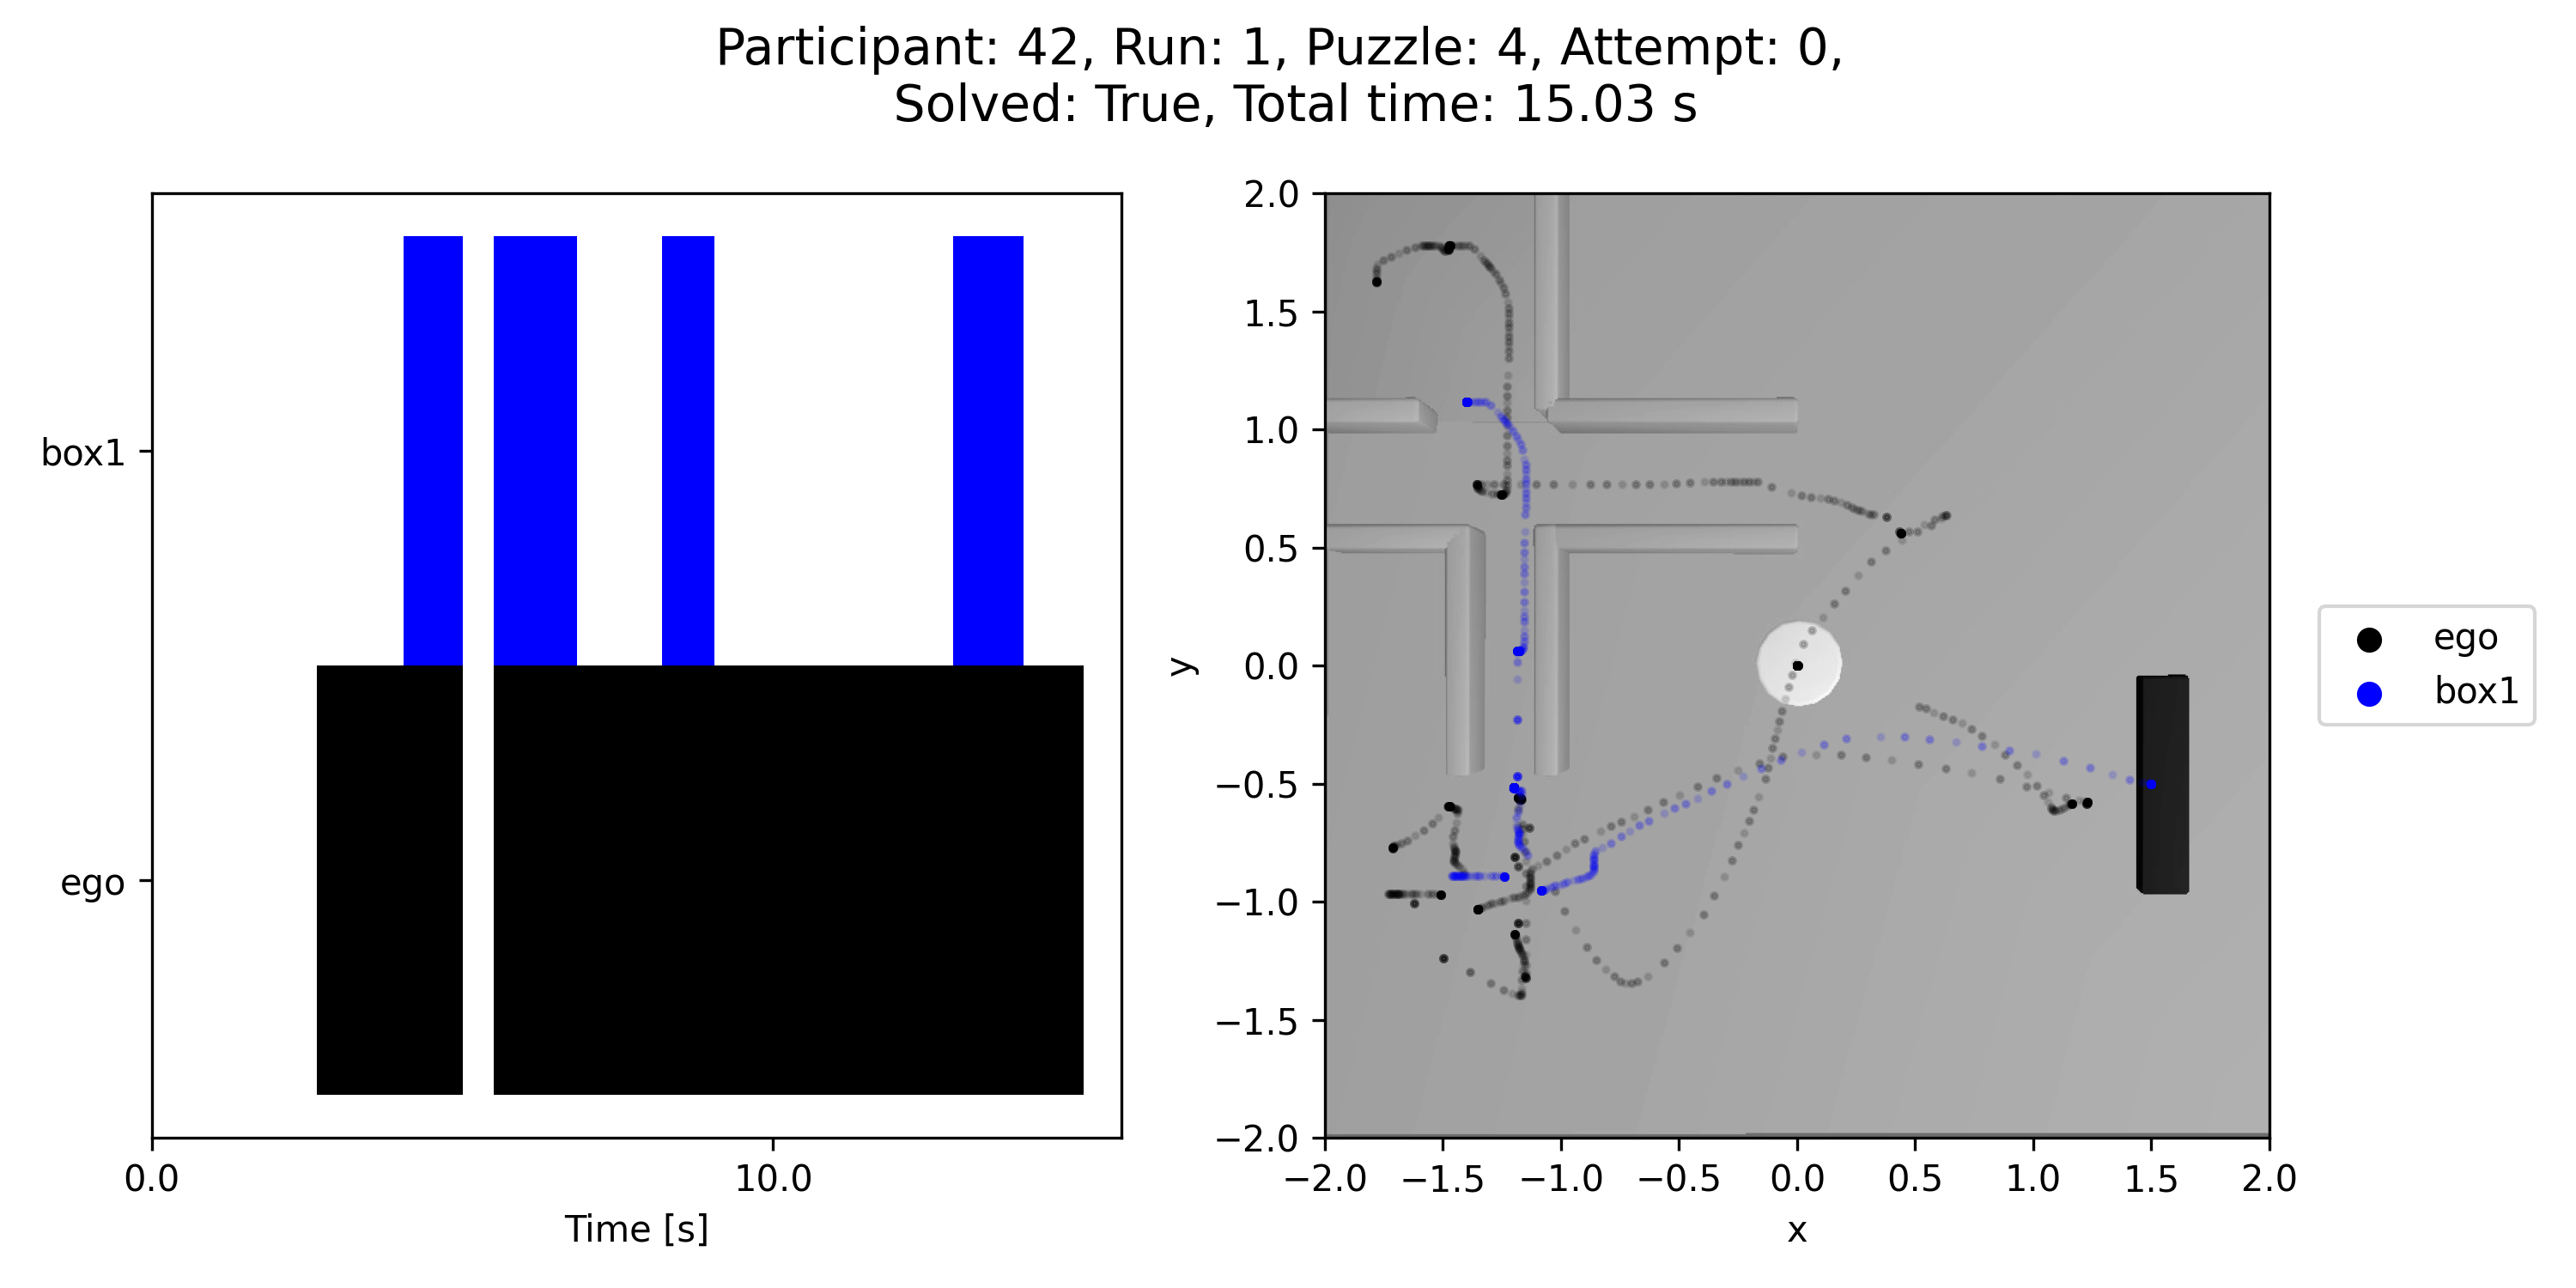 Participant: 42, Run: 1, Puzzle: 4, Attempt: 0,
Solved: True, Total time: 15.03 s
box1
ego
0.0
10.0
Time [s]
2.0
1.5
1.0
0.5
0.0
−0.5
−1.0
−1.5
−2.0
y
−2.0
−1.5
−1.0
−0.5
0.0
0.5
1.0
1.5
2.0
x
ego
box1